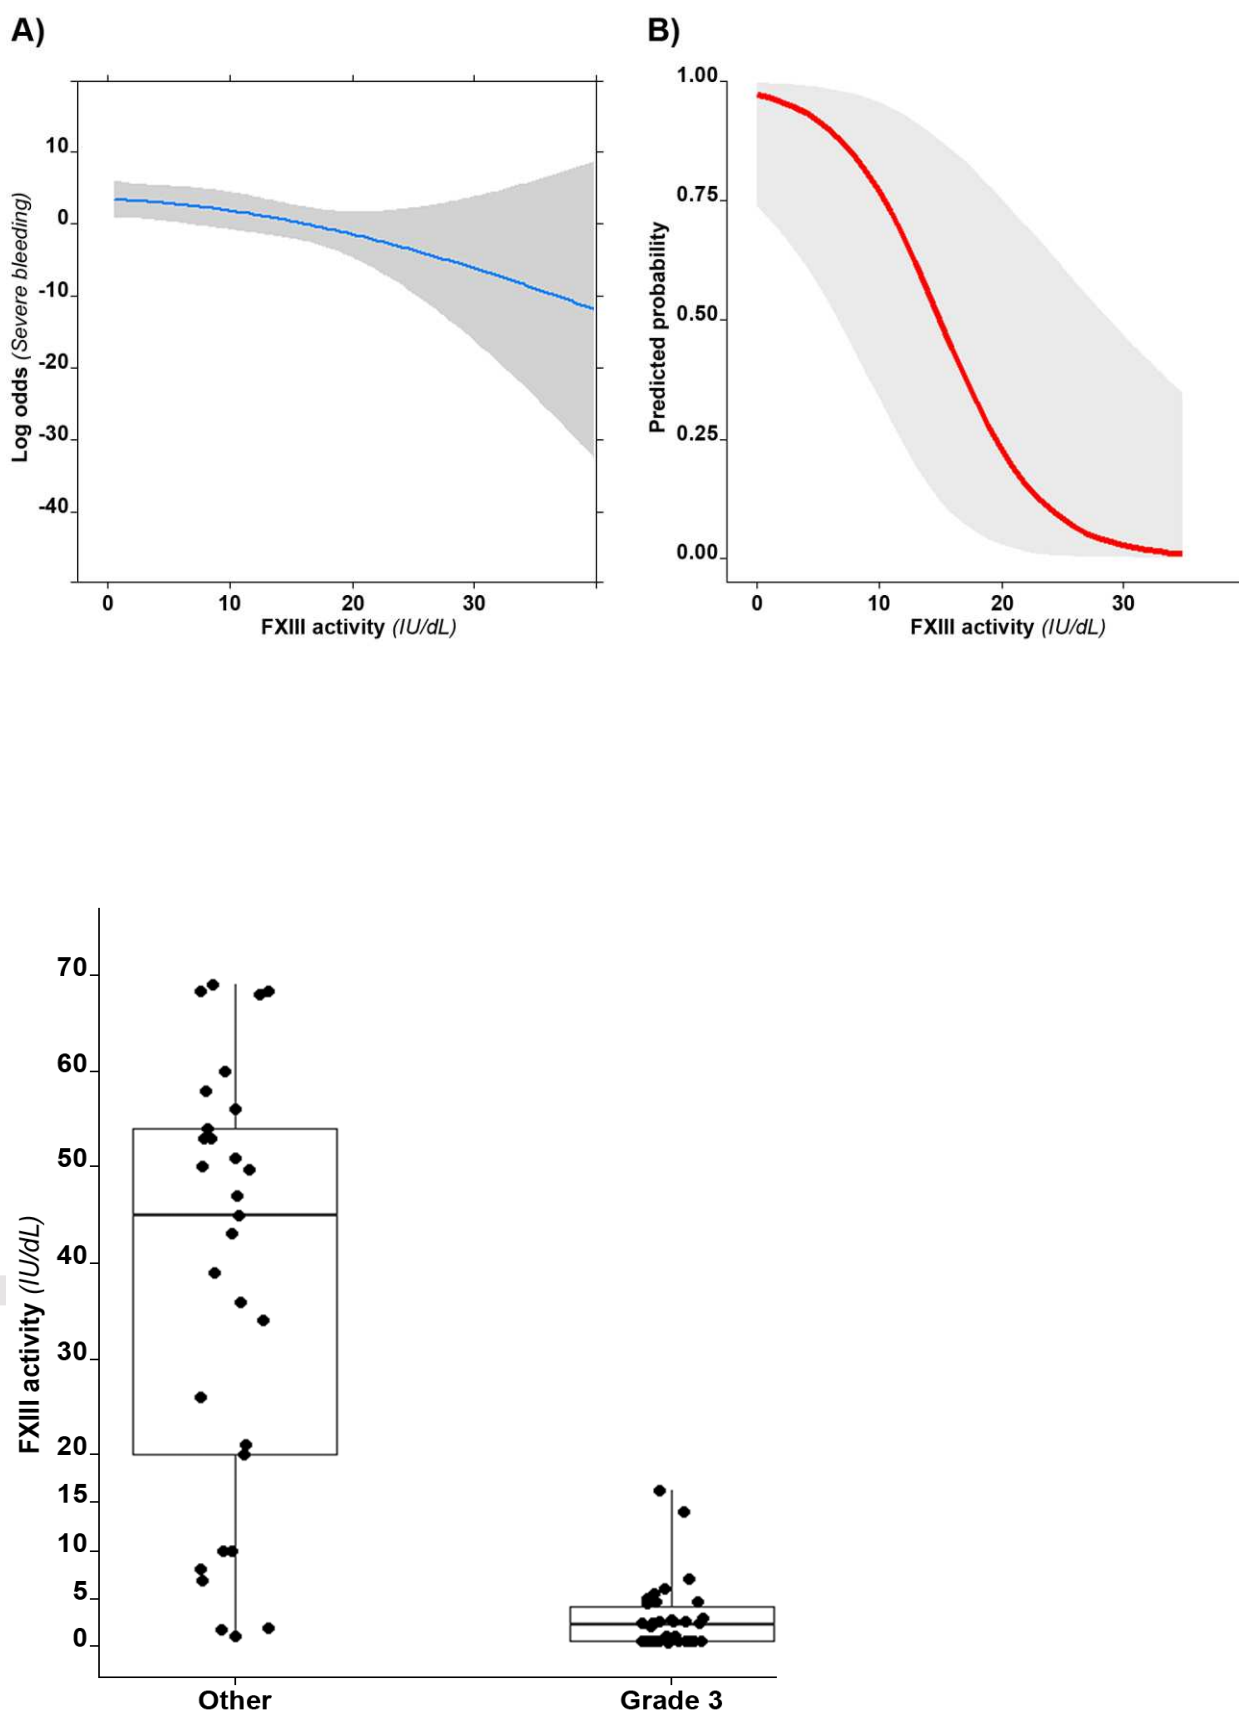 A)
10
0
-10
-20
-30
-40
Log odds (Severe bleeding)
0 10 20 30
FXIII activity (IU/dL)
B)
1.00
0.75
0.50
0.25
0.00
Predicted probability
0 10 20 30
FXIII activity (IU/dL)
70
60
50
40
30
20
15
10
5
0
FXIII activity (IU/dL)
Other Grade 3